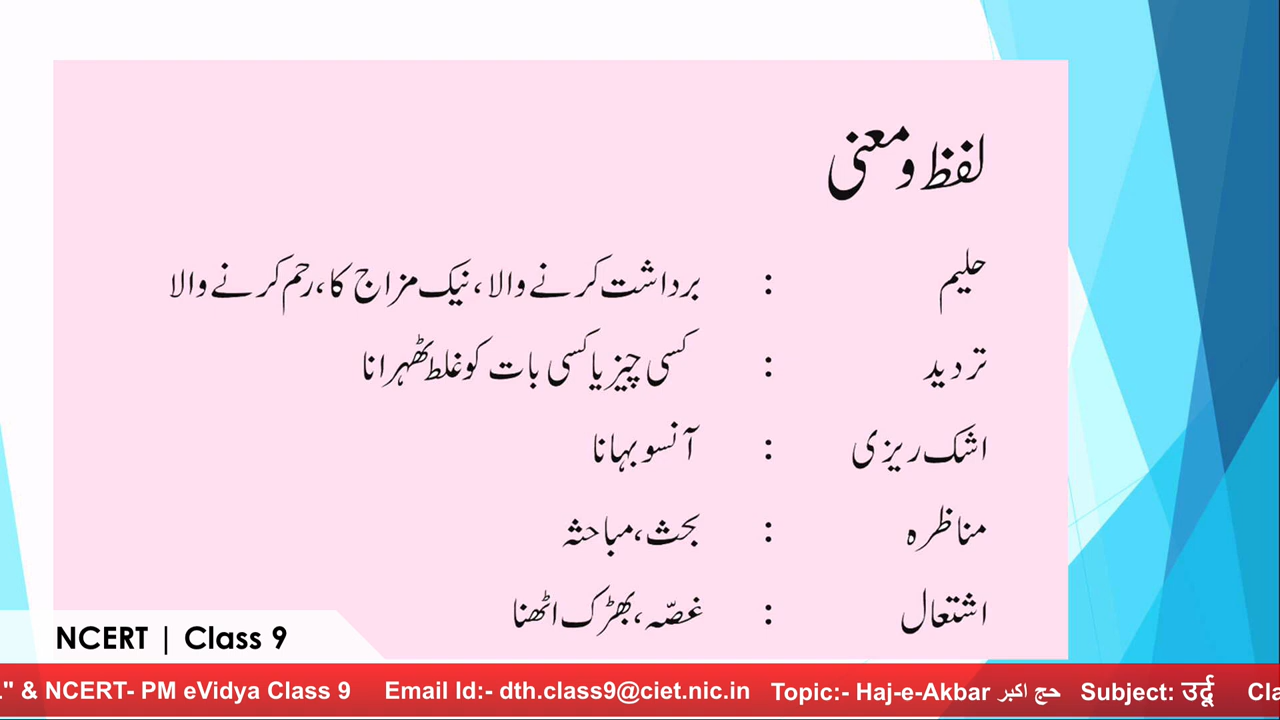 لفظ و معنی
حلیم : برداشت کرنے والا، نیک مزاج کا، رحم کرنے والا
تردید : کسی چیز یا کسی بات کو غلط ٹھہرانا
اشک ریزی : آنسو بہانا
مناظرہ : بحث، مباحثہ
اشتعال : غصّہ، بھڑک اٹھنا
NCERT | Class 9
" & NCERT- PM eVidya Class 9 Email Id:- dth.class9@ciet.nic.in Topic:- Haj-e-Akbar حج اکبر Subject: उर्दू Cla